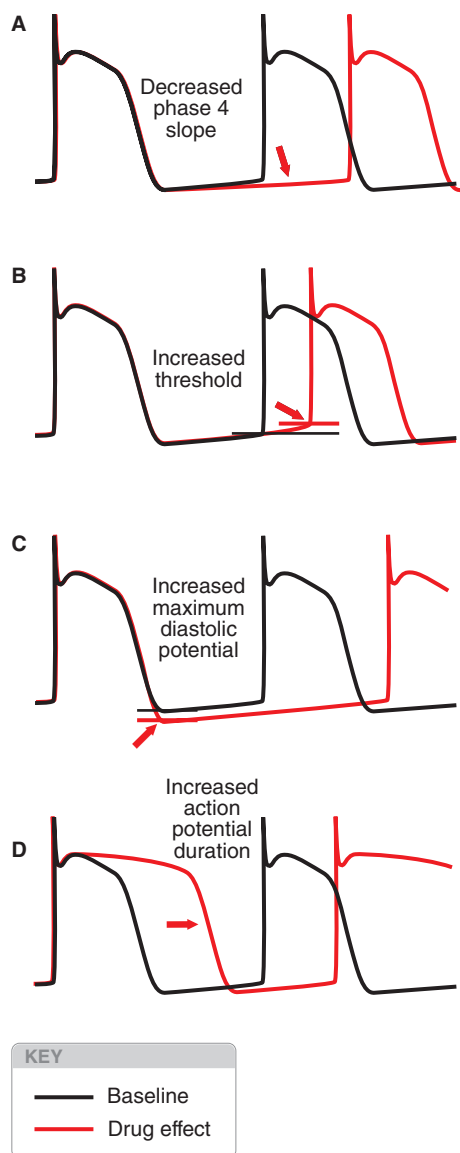 A
Decreased
phase 4
slope
B
Increased
threshold
C
Increased
maximum
diastolic
potential
Increased
action
potential
duration
D
KEY
Baseline
Drug effect